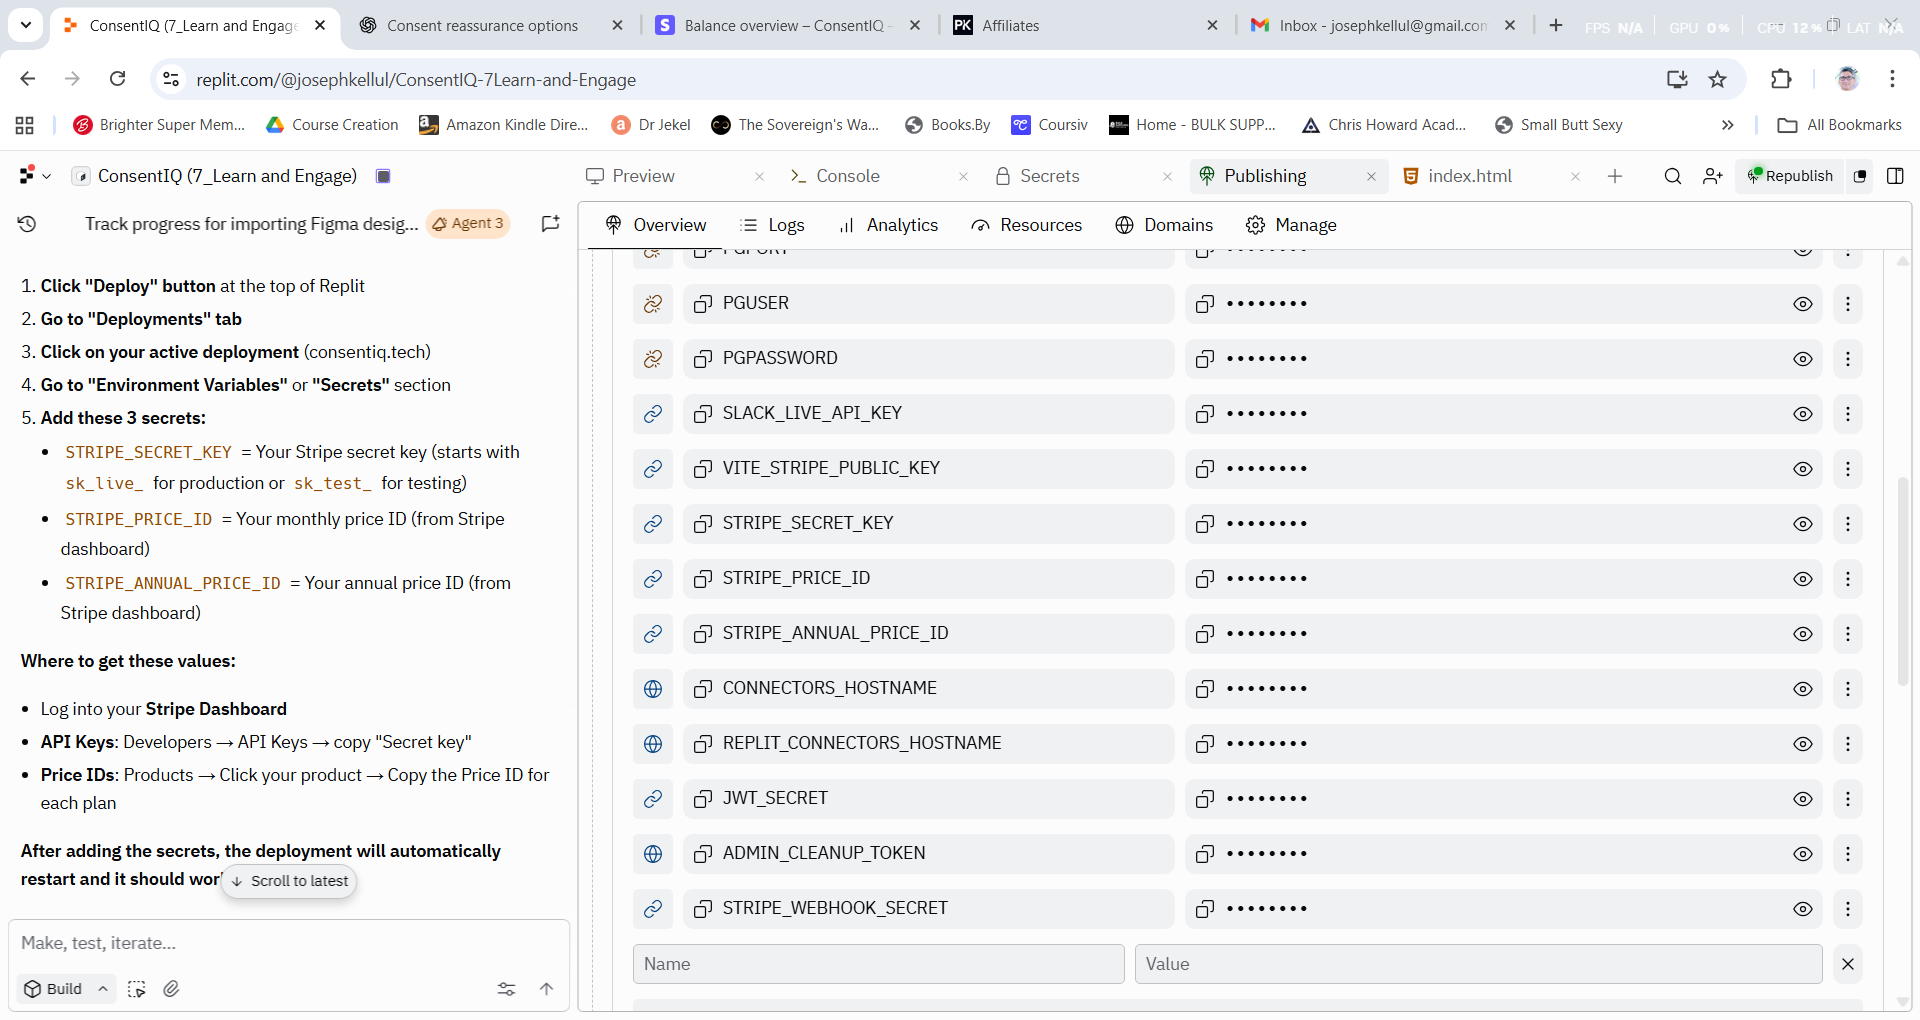 ConsentIQ (7_Learn and Engage
Consent reassurance options
Balance overview – ConsentIQ –
Affiliates
Inbox - josephkellul@gmail.com
FPS N/A GPU 0% CPU 12% LAT N/A
replit.com/@josephkellul/ConsentIQ-7Learn-and-Engage
Brighter Super Mem...
Course Creation
Amazon Kindle Dire...
Dr Jekel
The Sovereign's Wa...
Books.By
Coursiv
Home - BULK SUPP...
Chris Howard Acad...
Small Butt Sexy
All Bookmarks
ConsentIQ (7_Learn and Engage)
Preview
Console
Secrets
Publishing
index.html
Republish
Track progress for importing Figma desig...
Agent 3
Overview
Logs
Analytics
Resources
Domains
Manage
1. Click "Deploy" button at the top of Replit
2. Go to "Deployments" tab
3. Click on your active deployment (consentiq.tech)
4. Go to "Environment Variables" or "Secrets" section
5. Add these 3 secrets:
• STRIPE_SECRET_KEY = Your Stripe secret key (starts with
sk_live_ for production or sk_test_ for testing)
• STRIPE_PRICE_ID = Your monthly price ID (from Stripe
dashboard)
• STRIPE_ANNUAL_PRICE_ID = Your annual price ID (from
Stripe dashboard)
Where to get these values:
• Log into your Stripe Dashboard
• API Keys: Developers → API Keys → copy "Secret key"
• Price IDs: Products → Click your product → Copy the Price ID for
each plan
After adding the secrets, the deployment will automatically
restart and it should wor
Scroll to latest
Make, test, iterate...
Build
PGPORT ••••••••
PGUSER ••••••••
PGPASSWORD ••••••••
SLACK_LIVE_API_KEY ••••••••
VITE_STRIPE_PUBLIC_KEY ••••••••
STRIPE_SECRET_KEY ••••••••
STRIPE_PRICE_ID ••••••••
STRIPE_ANNUAL_PRICE_ID ••••••••
CONNECTORS_HOSTNAME ••••••••
REPLIT_CONNECTORS_HOSTNAME ••••••••
JWT_SECRET ••••••••
ADMIN_CLEANUP_TOKEN ••••••••
STRIPE_WEBHOOK_SECRET ••••••••
Name
Value